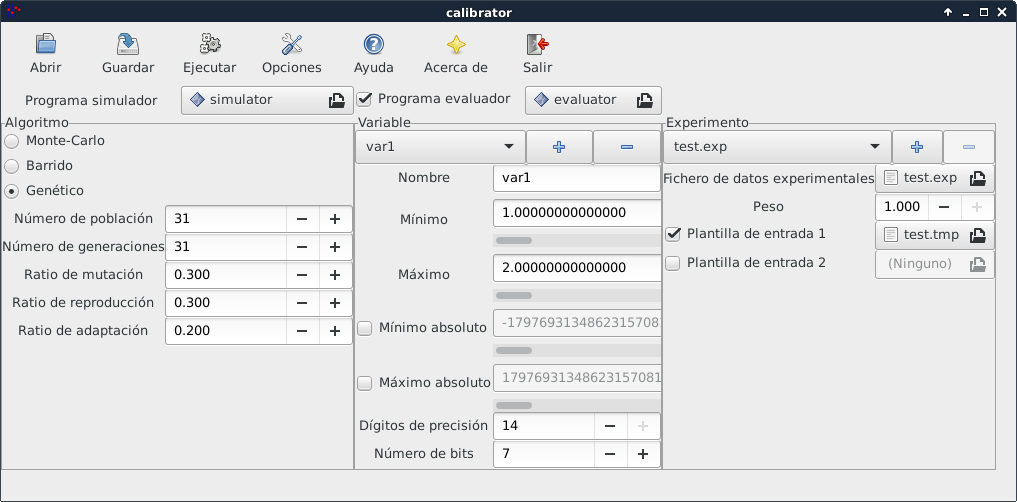 calibrator
Abrir Guardar Ejecutar Opciones Ayuda Acerca de Salir
Programa simulador simulator Programa evaluador evaluator
Algoritmo
Monte-Carlo
Barrido
Genético
Número de población 31
Número de generaciones 31
Ratio de mutación 0.300
Ratio de reproducción 0.300
Ratio de adaptación 0.200
Variable
var1
Nombre var1
Mínimo 1.00000000000000
Máximo 2.00000000000000
Mínimo absoluto -17976931348623157081
Máximo absoluto 17976931348623157081
Dígitos de precisión 14
Número de bits 7
Experimento
test.exp
Fichero de datos experimentales test.exp
Peso 1.000
Plantilla de entrada 1 test.tmp
Plantilla de entrada 2 (Ninguno)